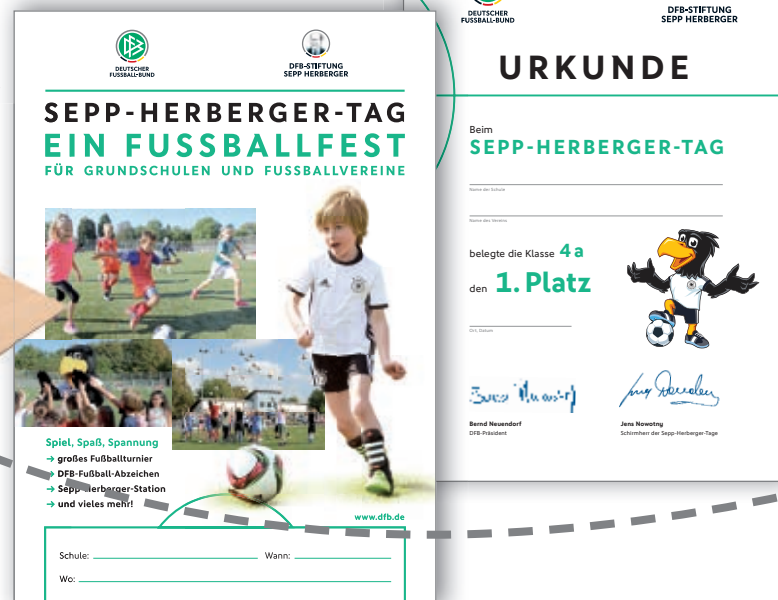 DEUTSCHER
FUSSBALL-BUND
DFB-STIFTUNG
SEPP HERBERGER
SEPP-HERBERGER-TAG
EIN FUSSBALLFEST
FÜR GRUNDSCHULEN UND FUSSBALLVEREINE
Spiel, Spaß, Spannung
→ großes Fußballturnier
→ DFB-Fußball-Abzeichen
→ Sepp-Herberger-Station
→ und vieles mehr!
www.dfb.de
Schule:
Wann:
Wo:
DEUTSCHER
FUSSBALL-BUND
DFB-STIFTUNG
SEPP HERBERGER
URKUNDE
Beim
SEPP-HERBERGER-TAG
Name der Schule
Name des Vereins
belegte die Klasse 4 a
den 1. Platz
Ort, Datum
Bernd Neuendorf
DFB-Präsident
Jens Nowotny
Schirmherr der Sepp-Herberger-Tage